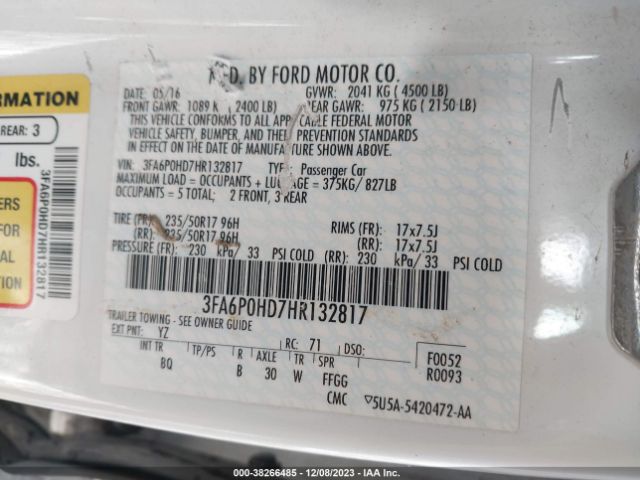 MFD. BY FORD MOTOR CO.
DATE: 05/16 GVWR: 2041 KG ( 4500 LB)
FRONT GAWR: 1089 K ( 2400 LB) REAR GAWR: 975 KG ( 2150 LB)
THIS VEHICLE CONFORMS TO ALL APP CABLE FEDERAL MOTOR
VEHICLE SAFETY, BUMPER, AND THEFT PREVENTION STANDARDS
IN EFFECT ON THE DATE OF MANUFACTURE SHOWN ABOVE.
VIN: 3FA6P0HD7HR132817 TYPE: Passenger Car
MAXIMUM LOAD = OCCUPANTS + LUGGAGE = 375KG/ 827LB
OCCUPANTS = 5 TOTAL; 2 FRONT, 3 REAR
TIRE (FR): 235/50R17 96H RIMS (FR): 17x7.5J
(RR): 235/50R17 96H (RR): 17x7.5J
PRESSURE (FR): 230 kPa/ 33 PSI COLD (RR): 230 kPa/ 33 PSI COLD
3FA6P0HD7HR132817
TRAILER TOWING - SEE OWNER GUIDE
EXT PNT: YZ RC: 71 DSO: F0052
INT TR TP/PS R AXLE TR SPR R0093
BQ B 30 W FFGG
CMC ▽5U5A-5420472-AA
ORMATION
REAR: 3
lbs.
ERS
FOR
AL
ATION
3FA6P0HD7HR132817
000-38266485 - 12/08/2023 - IAA Inc.